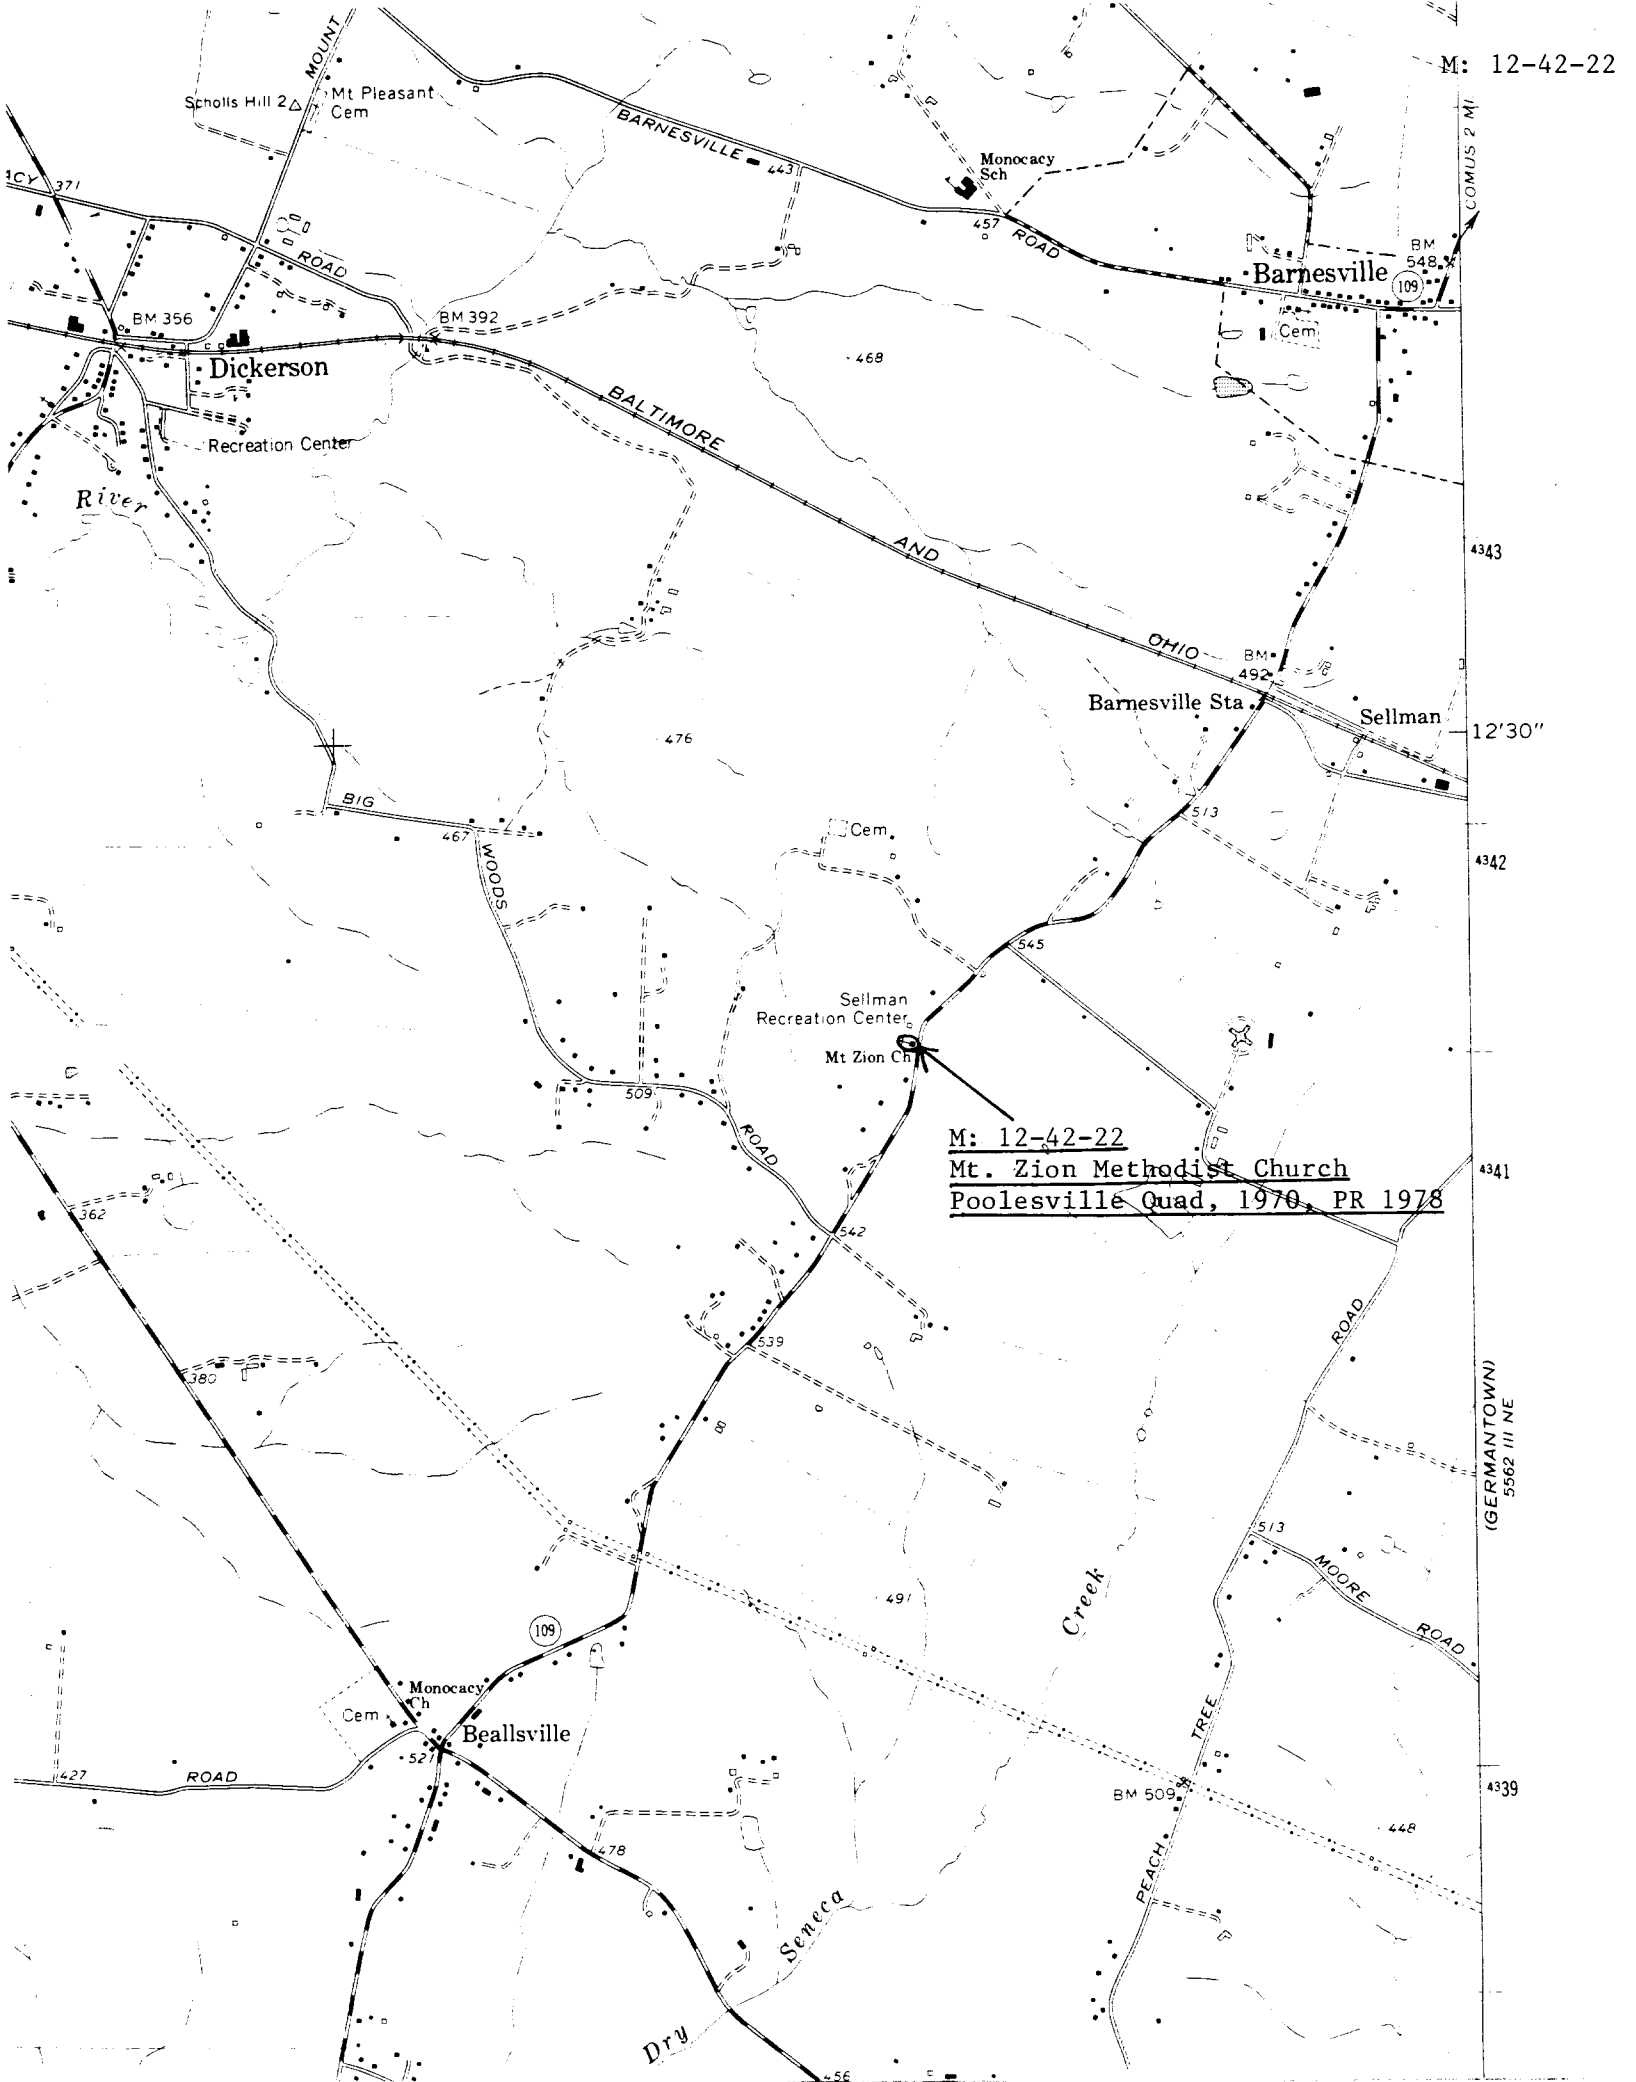 M: 12-42-22
MOUNT
Scholls Hill 2
Mt Pleasant
Cem
BARNESVILLE
443
Monocacy
Sch
COMUS 2 MI.
ACY
371
457
ROAD
ROAD
BM
548
Barnesville
109
BM 356
BM 392
Cem
Dickerson
468
BALTIMORE
Recreation Center
River
AND
4343
OHIO
BM
492
Barnesville Sta
Sellman
12'30"
476
BIG
467
513
Cem
WOODS
4342
545
Sellman
Recreation Center
Mt Zion Ch
509
ROAD
M: 12-42-22
Mt. Zion Methodist Church
Poolesville Quad, 1970, PR 1978
4341
362
542
ROAD
539
380
(GERMANTOWN)
5562 III NE
513
MOORE
ROAD
491
Creek
109
Monocacy
Ch
Cem
Beallsville
521
TREE
427
ROAD
BM 509
4339
448
478
PEACH
Seneca
Dry
456